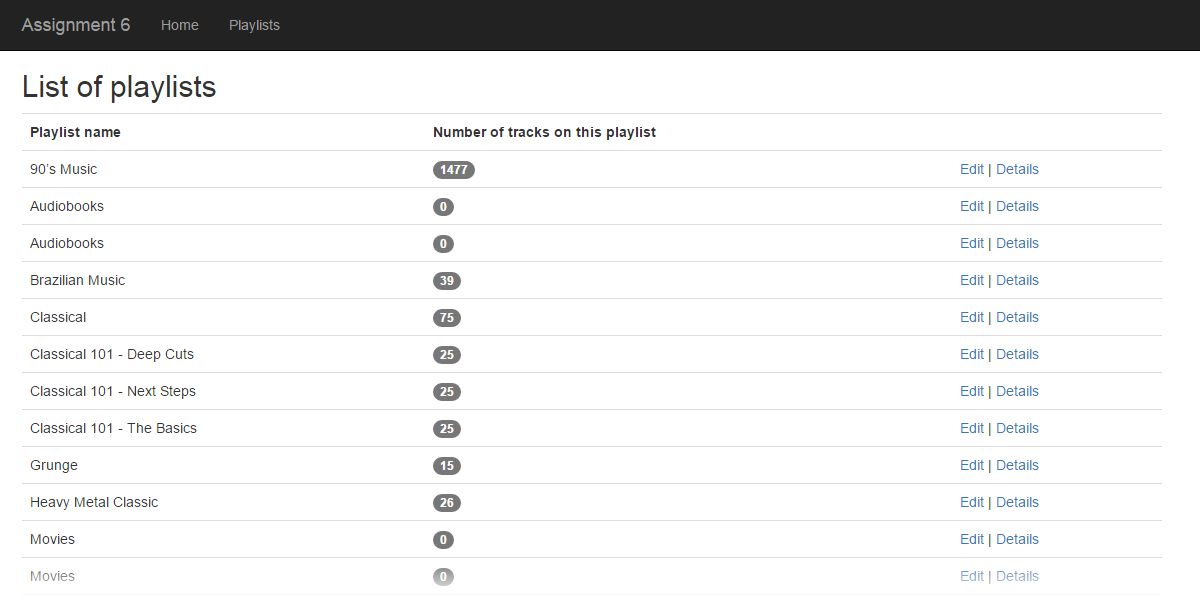 Assignment 6 Home Playlists
List of playlists
Playlist name Number of tracks on this playlist
90's Music 1477 Edit | Details
Audiobooks 0 Edit | Details
Audiobooks 0 Edit | Details
Brazilian Music 39 Edit | Details
Classical 75 Edit | Details
Classical 101 - Deep Cuts 25 Edit | Details
Classical 101 - Next Steps 25 Edit | Details
Classical 101 - The Basics 25 Edit | Details
Grunge 15 Edit | Details
Heavy Metal Classic 26 Edit | Details
Movies 0 Edit | Details
Movies 0 Edit | Details